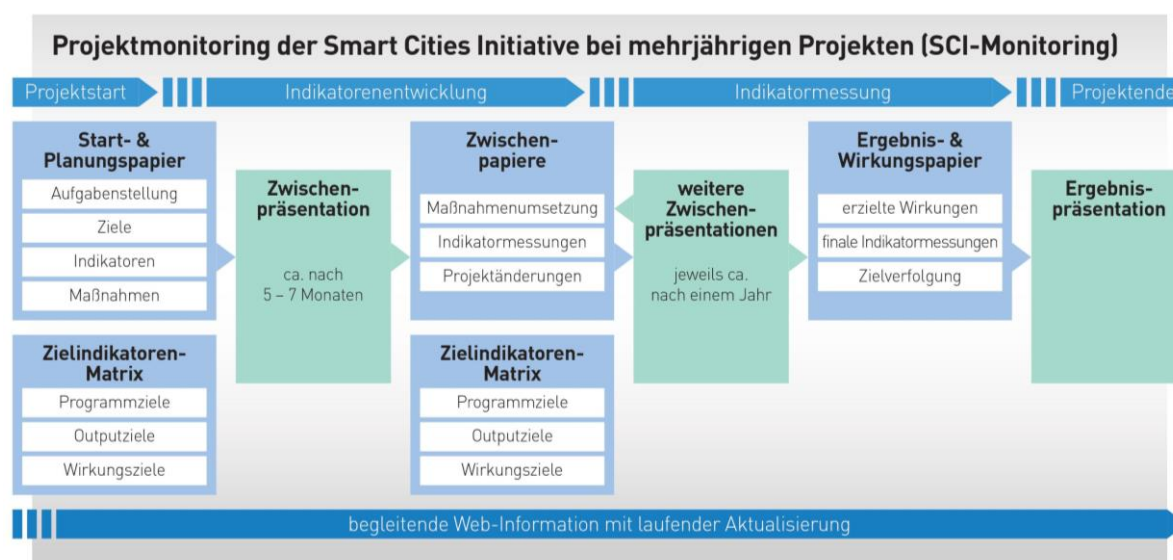 Projektmonitoring der Smart Cities Initiative bei mehrjährigen Projekten (SCI-Monitoring)
Projektstart
Indikatorenentwicklung
Indikatormessung
Projektende
Start- &
Planungspapier
Aufgabenstellung
Ziele
Indikatoren
Maßnahmen
Zielindikatoren-
Matrix
Programmziele
Outputziele
Wirkungsziele
Zwischen-
präsentation
ca. nach
5 – 7 Monaten
Zwischen-
papiere
Maßnahmenumsetzung
Indikatormessungen
Projektänderungen
Zielindikatoren-
Matrix
Programmziele
Outputziele
Wirkungsziele
weitere
Zwischen-
präsentationen
jeweils ca.
nach einem Jahr
Ergebnis- &
Wirkungspapier
erzielte Wirkungen
finale Indikatormessungen
Zielverfolgung
Ergebnis-
präsentation
begleitende Web-Information mit laufender Aktualisierung